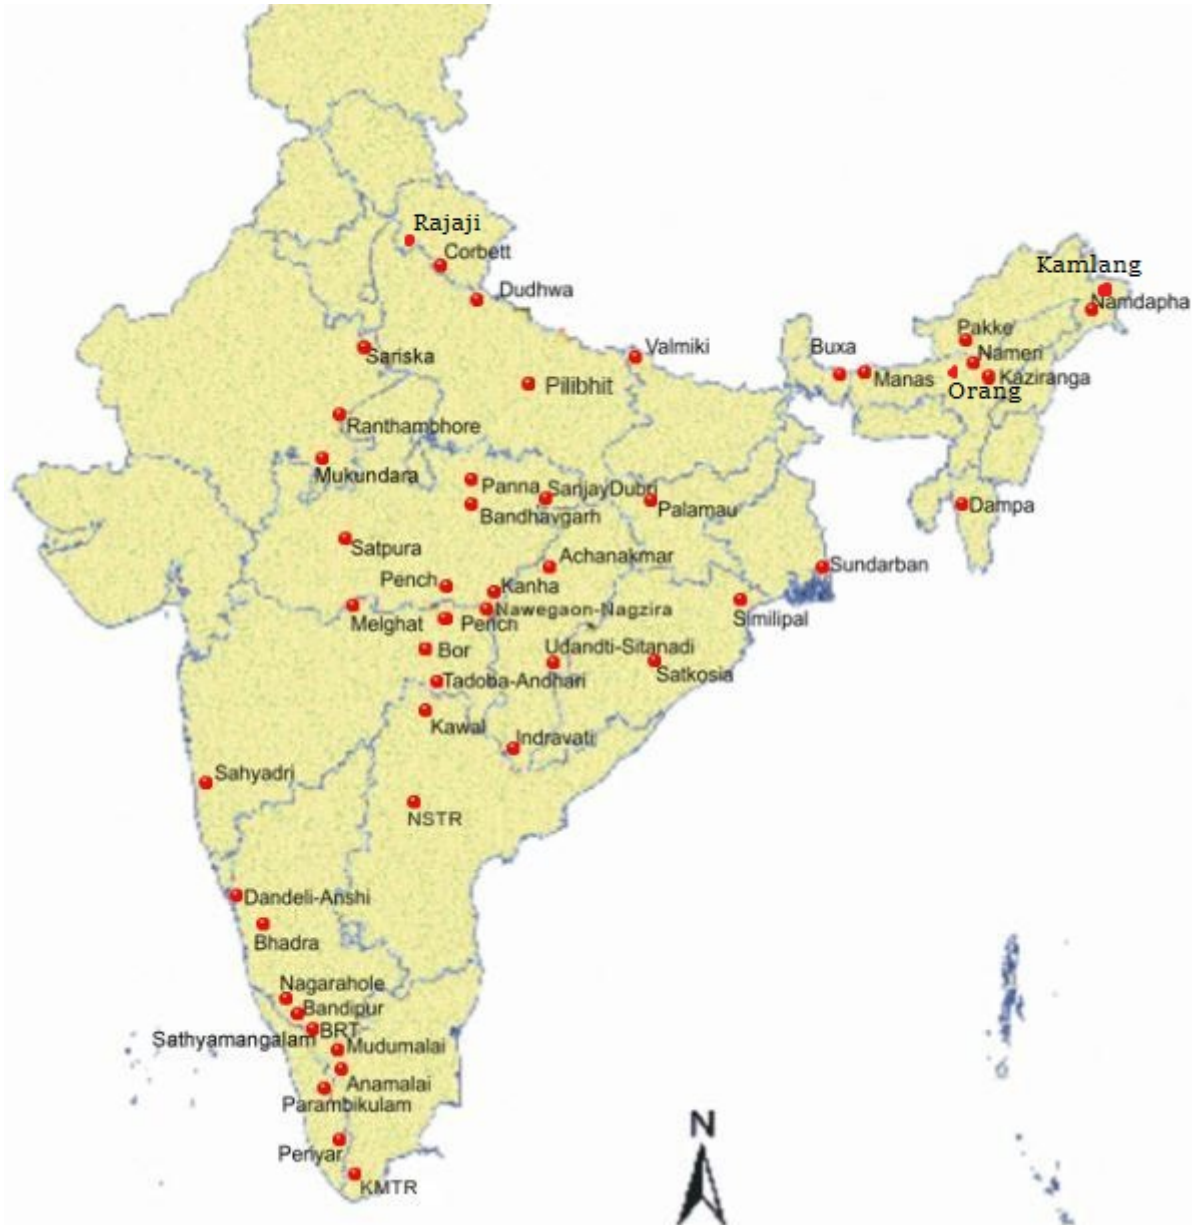 Rajaji
Corbett
Kamlang
Dudhwa
Namdapha
Pakke
Buxa
Valmiki
Sariska
Nameri
Manas
Kaziranga
Pilibhit
Orang
Ranthambhore
Mukundara
Panna
SanjayDubri
Palamau
Dampa
Bandhavgarh
Satpura
Achanakmar
Sundarban
Pench
Kanha
Nawegaon-Nagzira
Melghat
Pench
Similipal
Bor
Udandti-Sitanadi
Satkosia
Tadoba-Andhari
Kawal
Indravati
Sahyadri
NSTR
Dandeli-Anshi
Bhadra
Nagarahole
Bandipur
BRT
Sathyamangalam
Mudumalai
Anamalai
Parambikulam
Periyar
KMTR
N